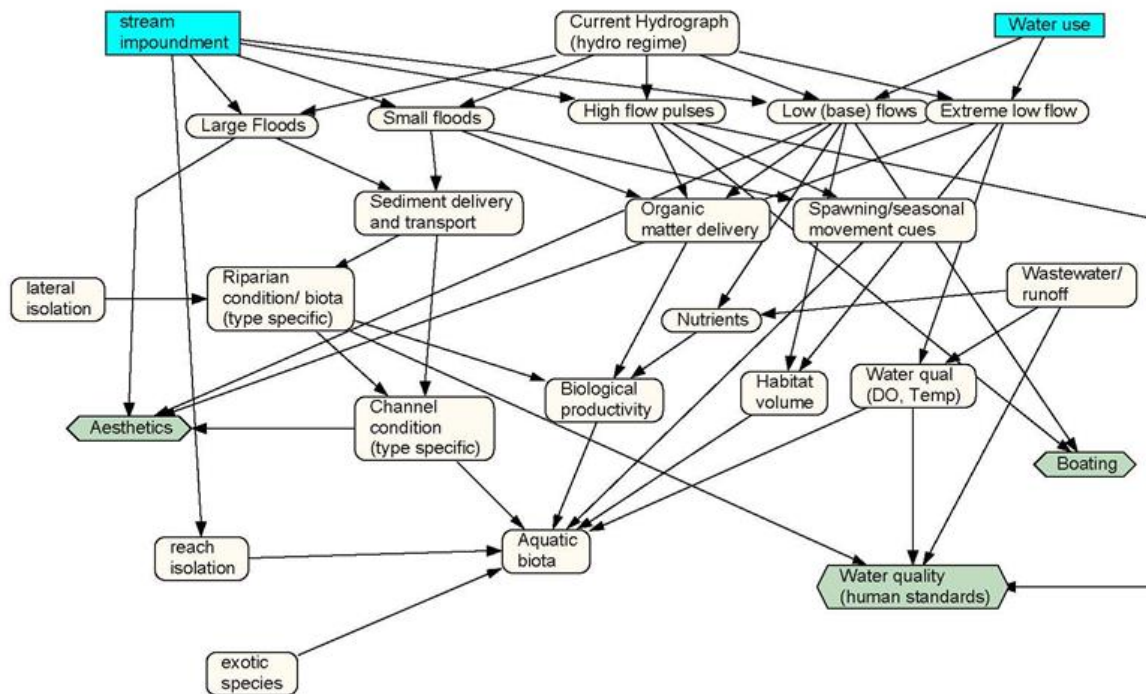 stream
impoundment
Current Hydrograph
(hydro regime)
Water use
Large Floods
Small floods
High flow pulses
Low (base) flows
Extreme low flow
Sediment delivery
and transport
Organic
matter delivery
Spawning/seasonal
movement cues
lateral
isolation
Riparian
condition/ biota
(type specific)
Nutrients
Wastewater/
runoff
Aesthetics
Channel
condition
(type specific)
Biological
productivity
Habitat
volume
Water qual
(DO, Temp)
Boating
reach
isolation
Aquatic
biota
Water quality
(human standards)
exotic
species